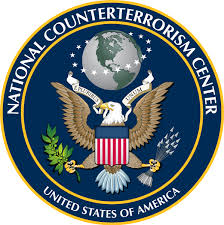 NATIONAL COUNTERTERRORISM CENTER
UNITED STATES OF AMERICA